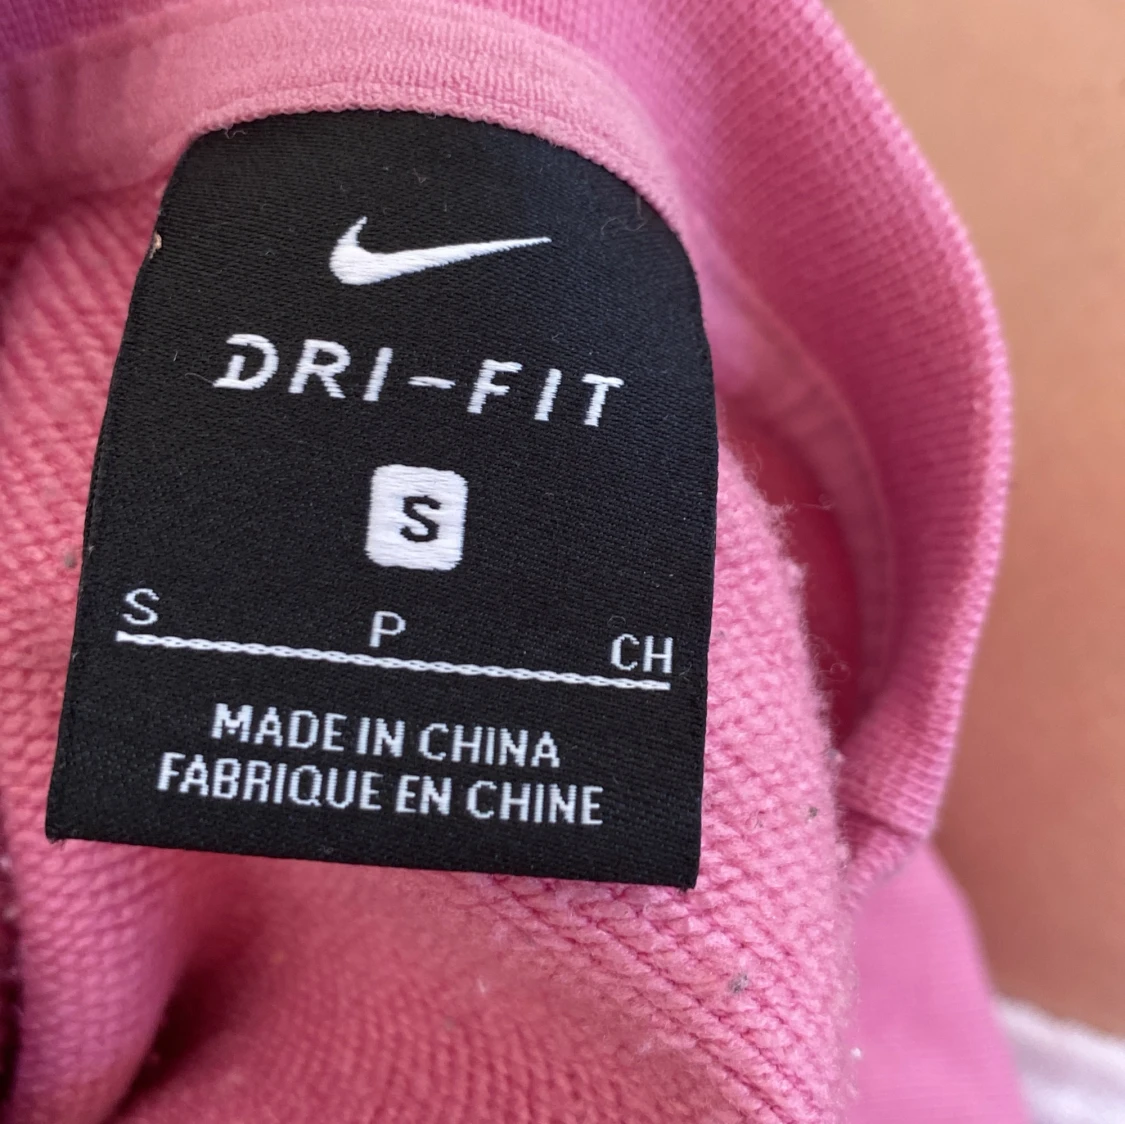 DRI-FIT
S
S P CH
MADE IN CHINA
FABRIQUE EN CHINE